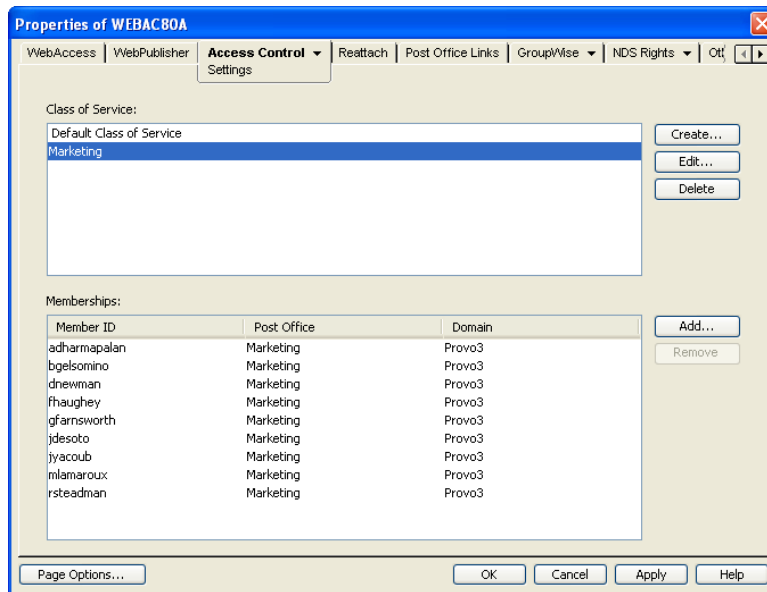 Properties of WEBAC80A
WebAccess WebPublisher Access Control Reattach Post Office Links GroupWise NDS Rights
Settings
Class of Service:
Default Class of Service
Create...
Marketing
Edit...
Delete
Memberships:
Member ID Post Office Domain
Add...
adharmapalan Marketing Provo3
Remove
bgelsomino Marketing Provo3
dnewman Marketing Provo3
fhaughey Marketing Provo3
gfarnsworth Marketing Provo3
jdesoto Marketing Provo3
jyacoub Marketing Provo3
mlamaroux Marketing Provo3
rsteadman Marketing Provo3
Page Options... OK Cancel Apply Help